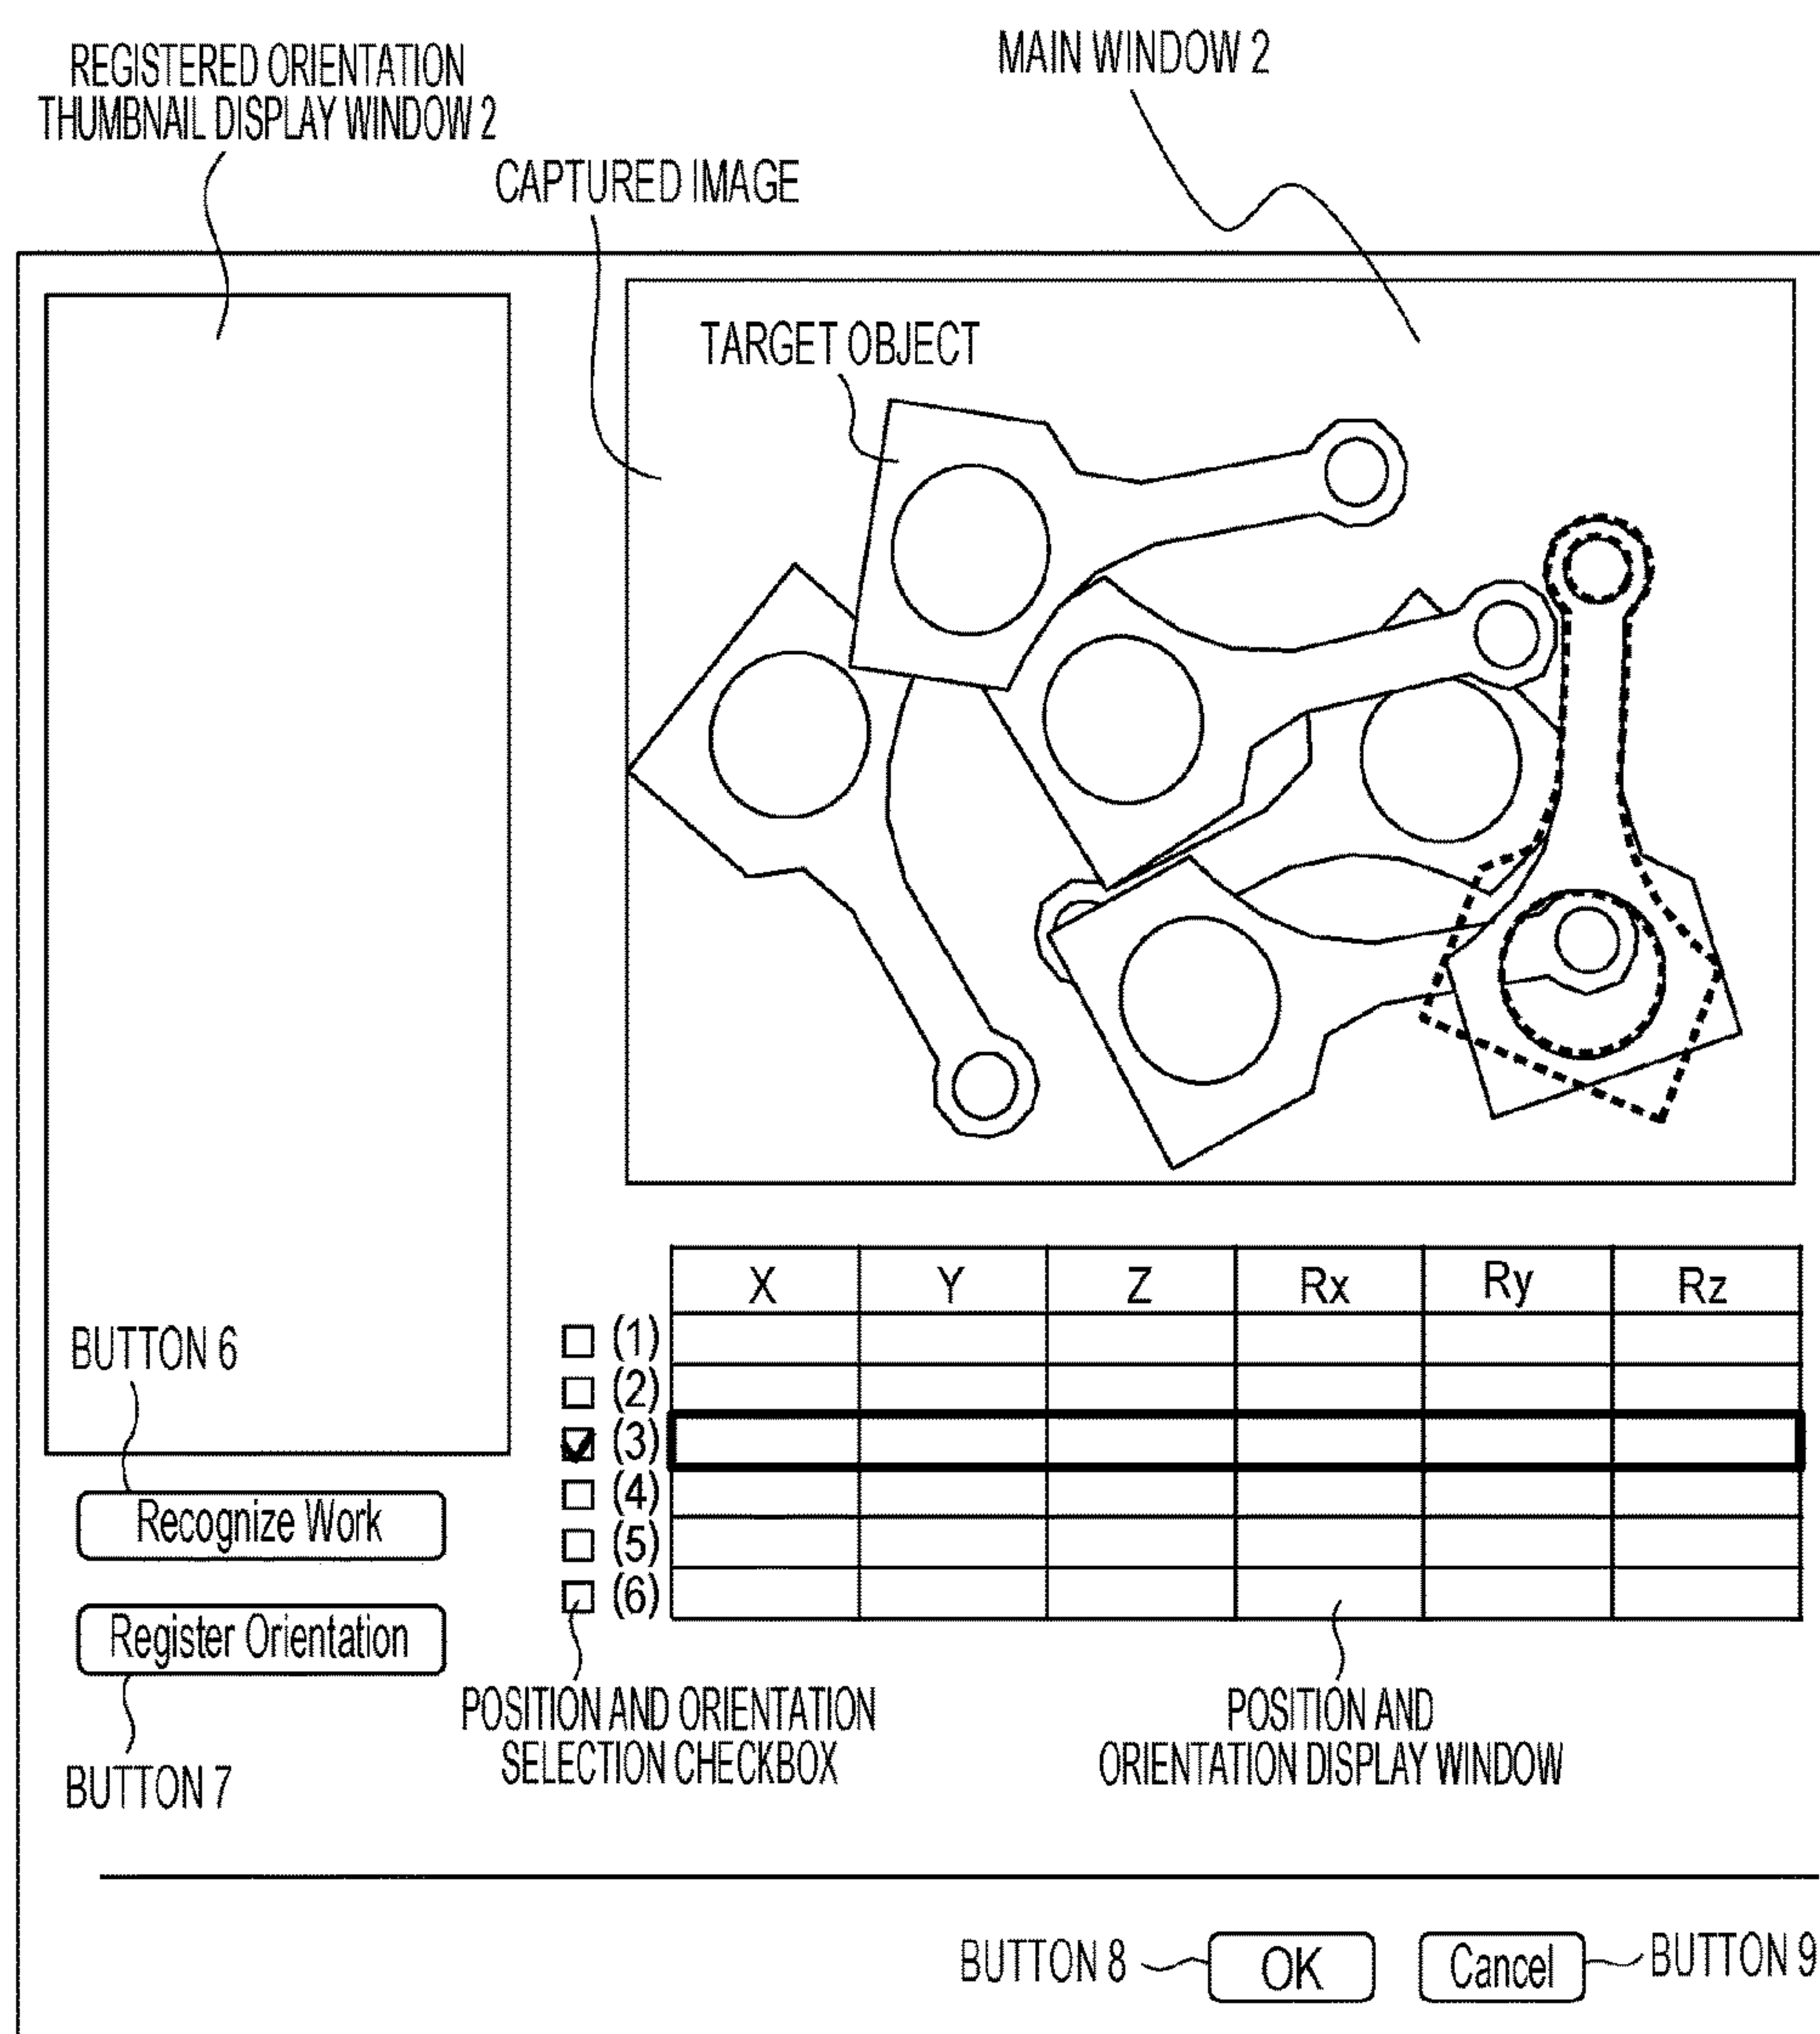 REGISTERED ORIENTATION
THUMBNAIL DISPLAY WINDOW 2
MAIN WINDOW 2
CAPTURED IMAGE
TARGET OBJECT
X Y Z Rx Ry Rz
(1)
(2)
(3)
(4)
(5)
(6)
BUTTON 6
Recognize Work
Register Orientation
BUTTON 7
POSITION AND ORIENTATION
SELECTION CHECKBOX
POSITION AND
ORIENTATION DISPLAY WINDOW
BUTTON 8 OK Cancel BUTTON 9